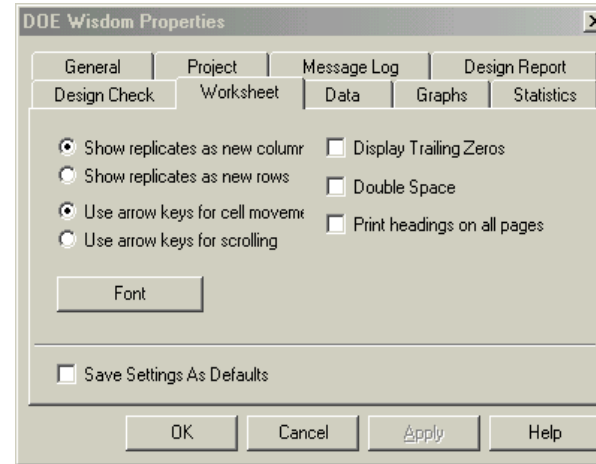 DOE Wisdom Properties
General Project Message Log Design Report
Design Check Worksheet Data Graphs Statistics
Show replicates as new columr
Display Trailing Zeros
Show replicates as new rows
Double Space
Use arrow keys for cell moveme
Print headings on all pages
Use arrow keys for scrolling
Font
Save Settings As Defaults
OK Cancel Apply Help